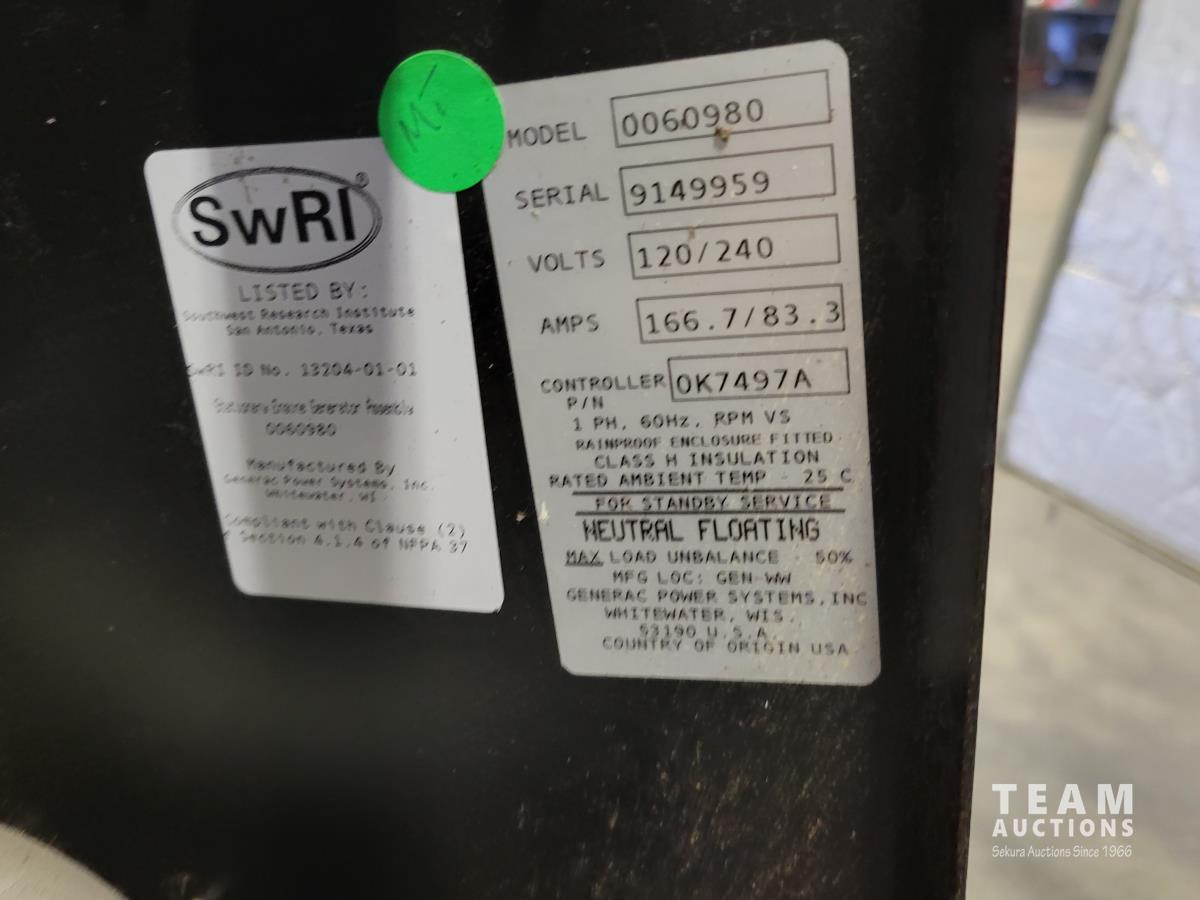 MT
SwRI®
LISTED BY:
Southwest Research Institute
San Antonio, Texas
SwRI ID No. 13204-01-01
Stationary Engine Generator Assembly
0060980
Manufactured By
Generac Power Systems, Inc.
Whitewater, WI.
Compliant with Clause (2)
Section 4.1.4 of NFPA 37
MODEL 0060980
SERIAL 9149959
VOLTS 120/240
AMPS 166.7/83.3
CONTROLLER 0K7497A
P/N
1 PH, 60Hz, RPM VS
RAINPROOF ENCLOSURE FITTED
CLASS H INSULATION
RATED AMBIENT TEMP - 25 C
FOR STANDBY SERVICE
NEUTRAL FLOATING
MAX LOAD UNBALANCE - 50%
MFG LOC: GEN-WW
GENERAC POWER SYSTEMS, INC
WHITEWATER, WIS.
53190 U.S.A.
COUNTRY OF ORIGIN USA
TEAM
AUCTIONS
Sekura Auctions Since 1966